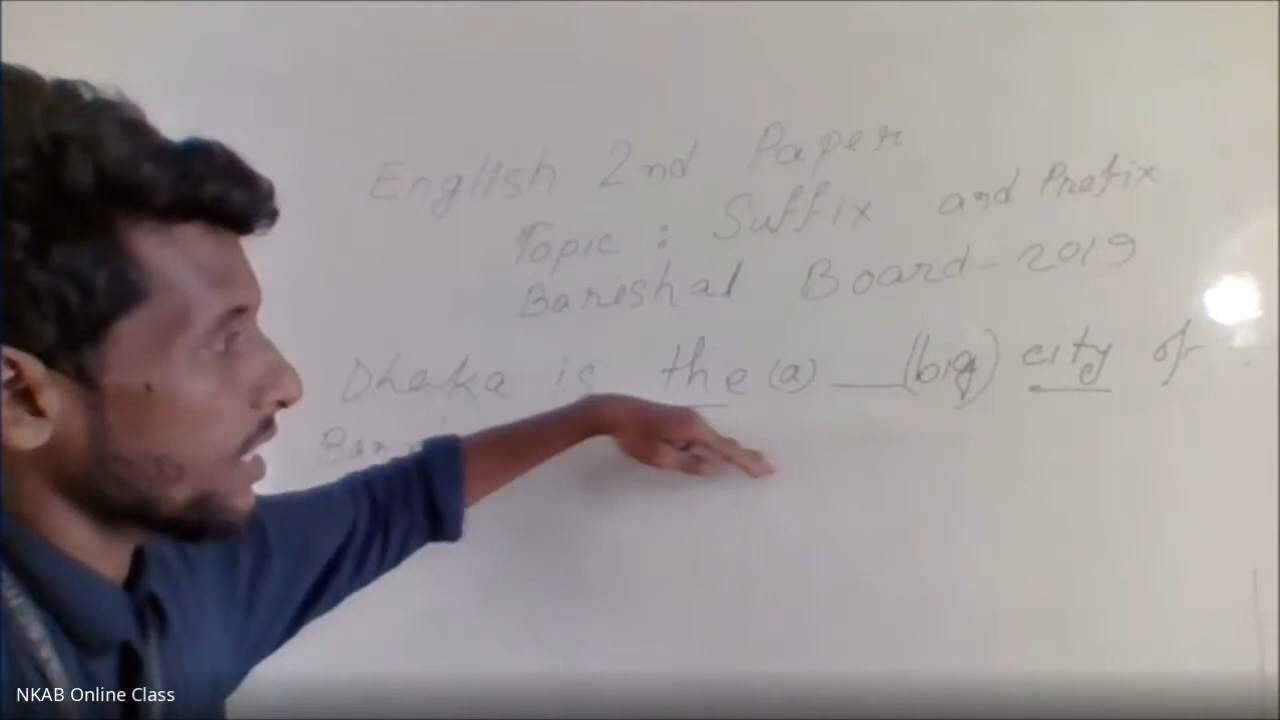 English 2nd Paper
Topic : Suffix and Prefix
Barishal Board - 2019
Dhaka is the (a) ___ (big) city of
NKAB Online Class